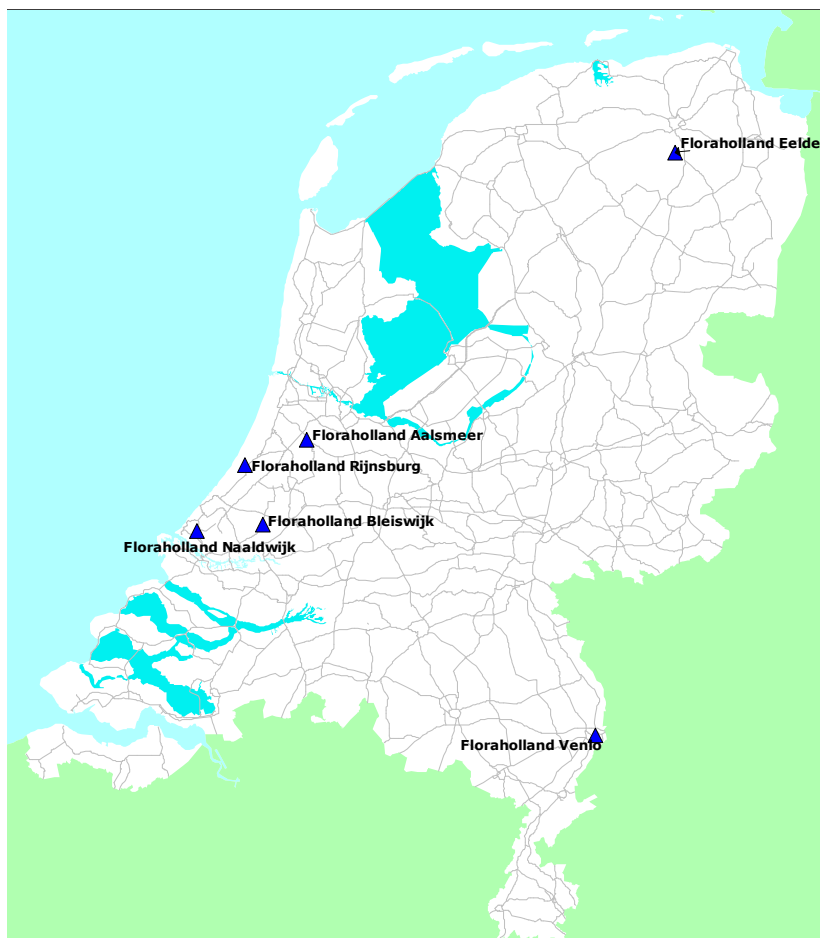 Floraholland Eelde
Floraholland Aalsmeer
Floraholland Rijnsburg
Floraholland Bleiswijk
Floraholland Naaldwijk
Floraholland Venlo